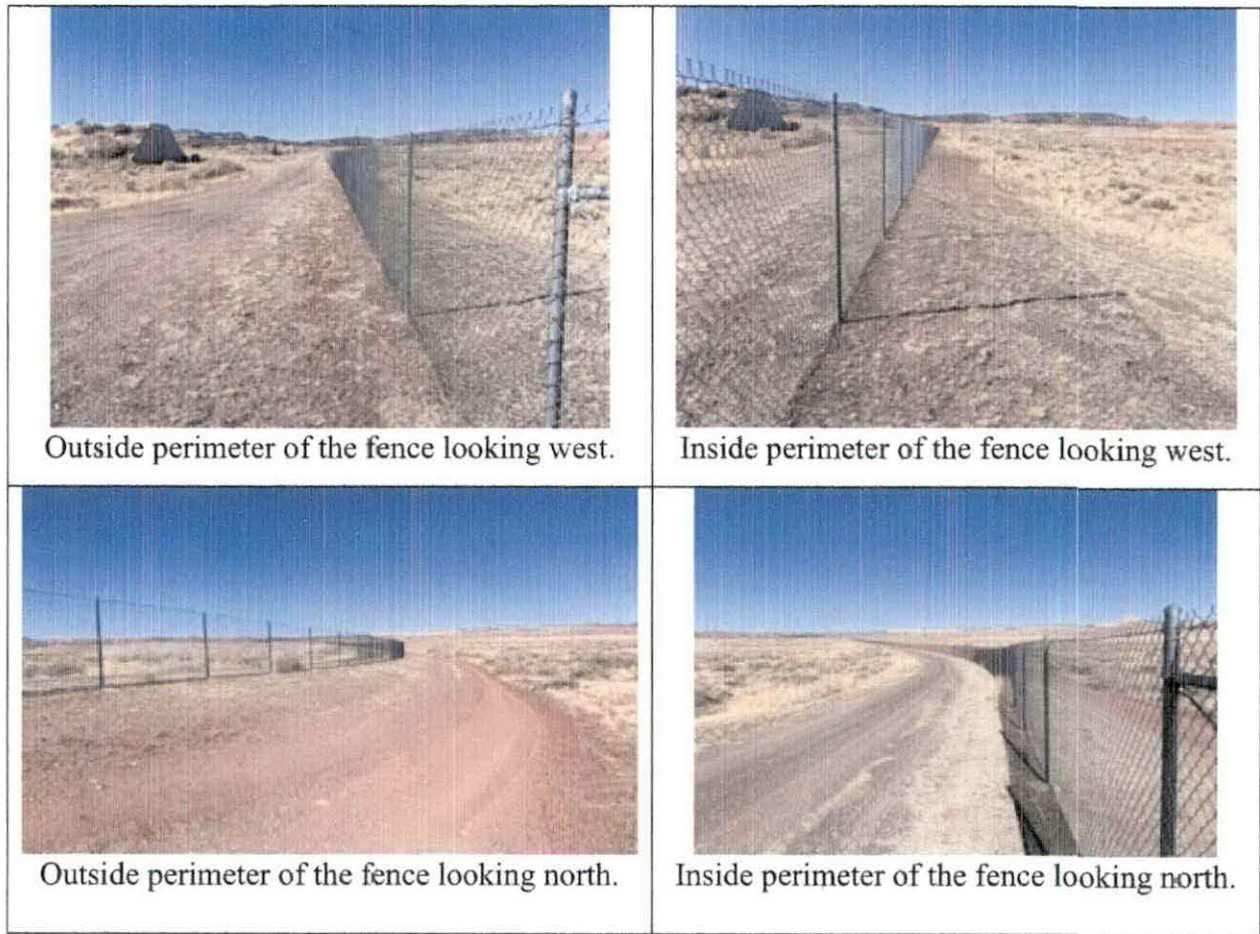 Outside perimeter of the fence looking west.
Inside perimeter of the fence looking west.
Outside perimeter of the fence looking north.
Inside perimeter of the fence looking north.